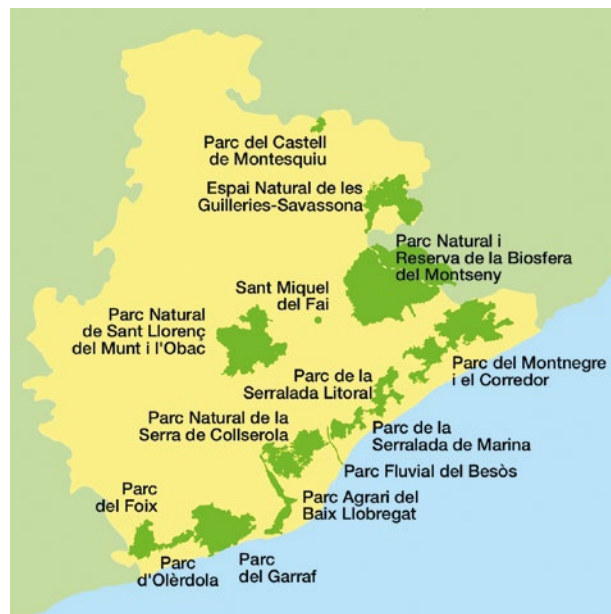 Parc del Castell
de Montesquiu
Espai Natural de les
Guilleries-Savassona
Parc Natural i
Reserva de la Biosfera
del Montseny
Sant Miquel
del Fai
Parc Natural
de Sant Llorenç
del Munt i l'Obac
Parc del Montnegre
i el Corredor
Parc de la
Serralada Litoral
Parc Natural de la
Serra de Collserola
Parc de la
Serralada de Marina
Parc Fluvial del Besòs
Parc Agrari del
Baix Llobregat
Parc
del Foix
Parc
d'Olèrdola
Parc
del Garraf